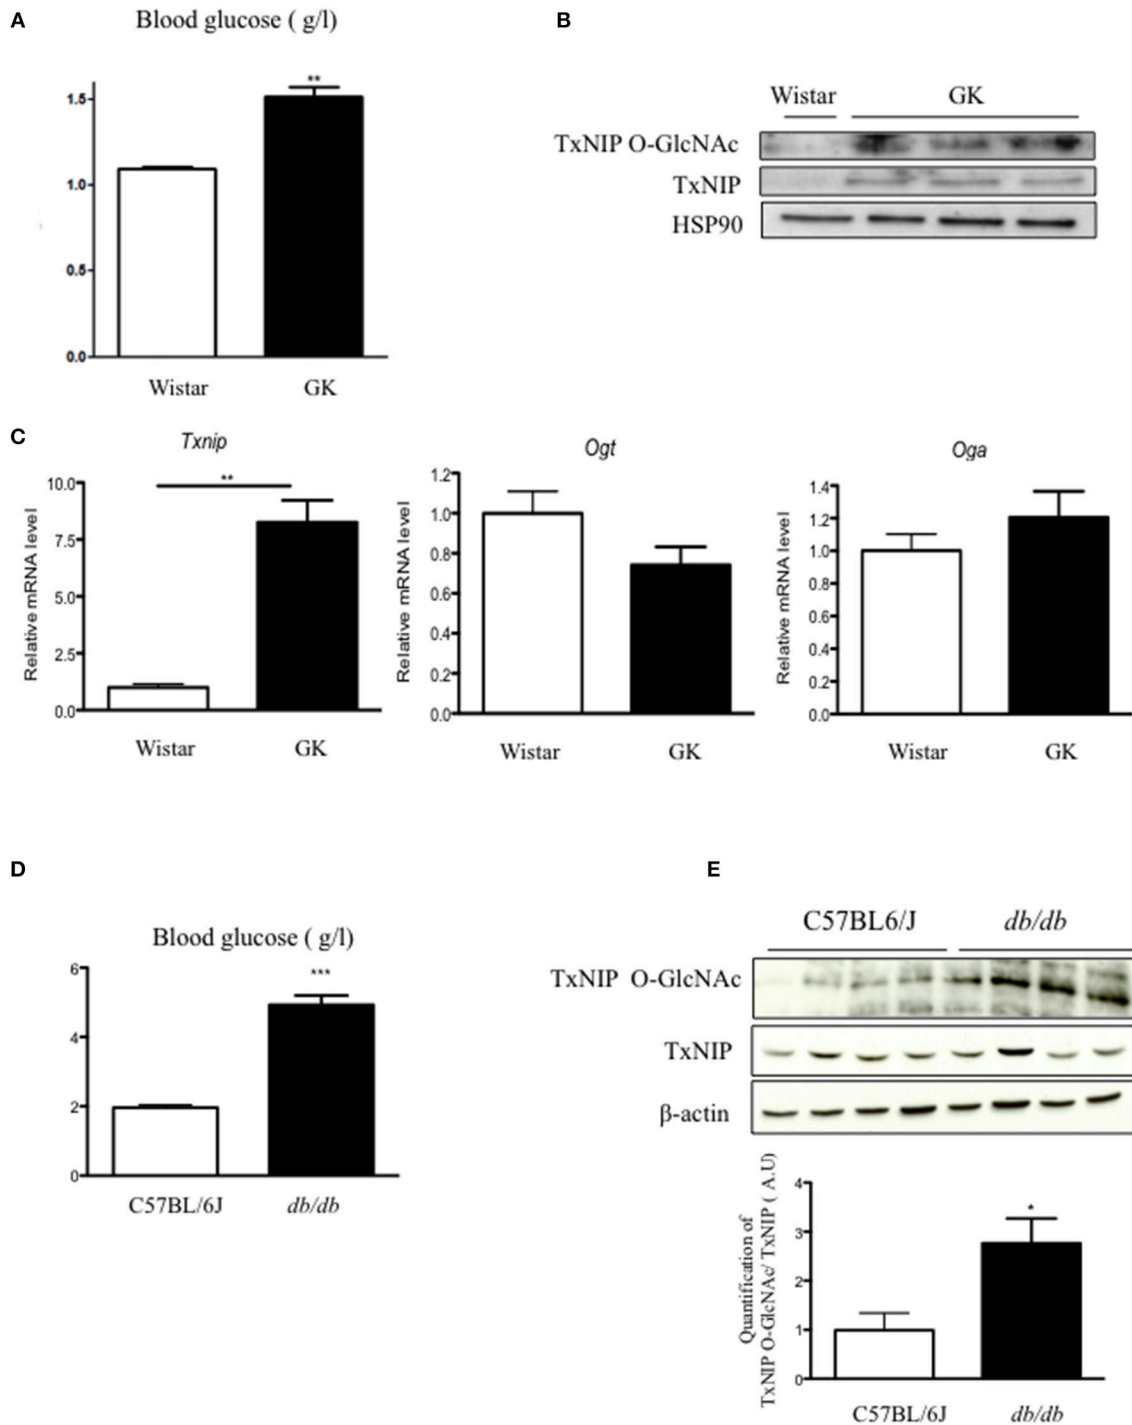 A
Blood glucose ( g/l)
**
1.5
1.0
0.5
0.0
Wistar
GK
B
Wistar
GK
TxNIP O-GlcNAc
TxNIP
HSP90
C
Txnip
**
Relative mRNA level
10.0
7.5
5.0
2.5
0.0
Wistar
GK
Ogt
Relative mRNA level
1.2
1.0
0.8
0.6
0.4
0.2
0.0
Wistar
GK
Oga
Relative mRNA level
1.4
1.2
1.0
0.8
0.6
0.4
0.2
0.0
Wistar
GK
D
Blood glucose ( g/l)
***
6
4
2
0
C57BL/6J
db/db
E
C57BL6/J
db/db
TxNIP O-GlcNAc
TxNIP
β-actin
Quantification of
TxNIP O-GlcNAc/ TxNIP ( A.U)
*
4
3
2
1
0
C57BL/6J
db/db